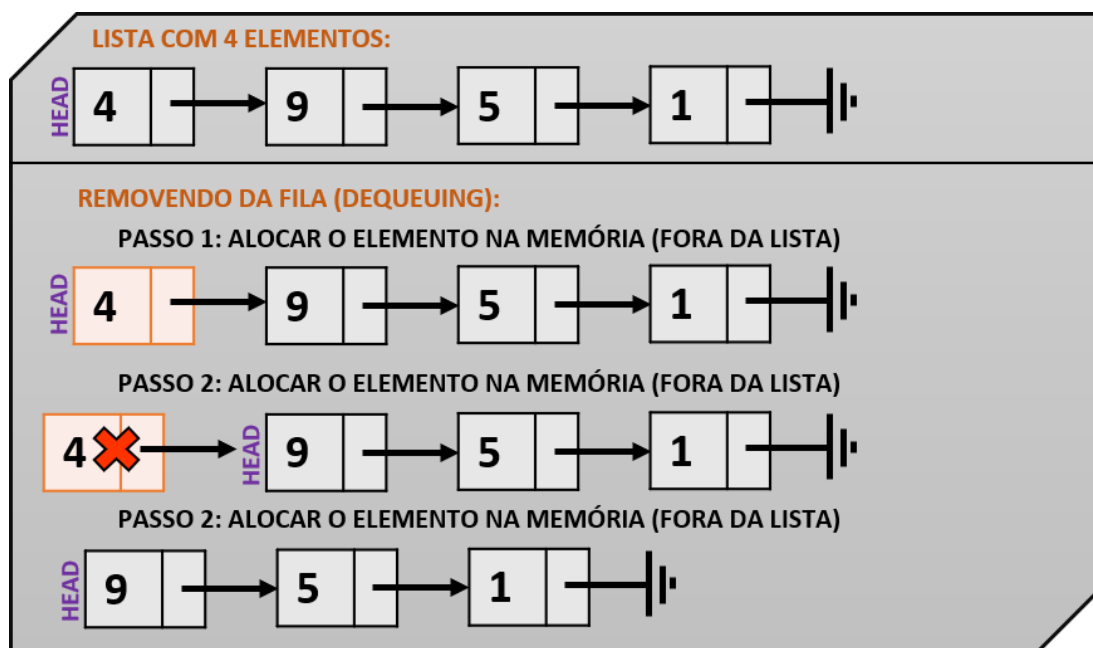 LISTA COM 4 ELEMENTOS:
HEAD 4 9 5 1
REMOVENDO DA FILA (DEQUEUING):
PASSO 1: ALOCAR O ELEMENTO NA MEMÓRIA (FORA DA LISTA)
HEAD 4 9 5 1
PASSO 2: ALOCAR O ELEMENTO NA MEMÓRIA (FORA DA LISTA)
4 HEAD 9 5 1
PASSO 2: ALOCAR O ELEMENTO NA MEMÓRIA (FORA DA LISTA)
HEAD 9 5 1